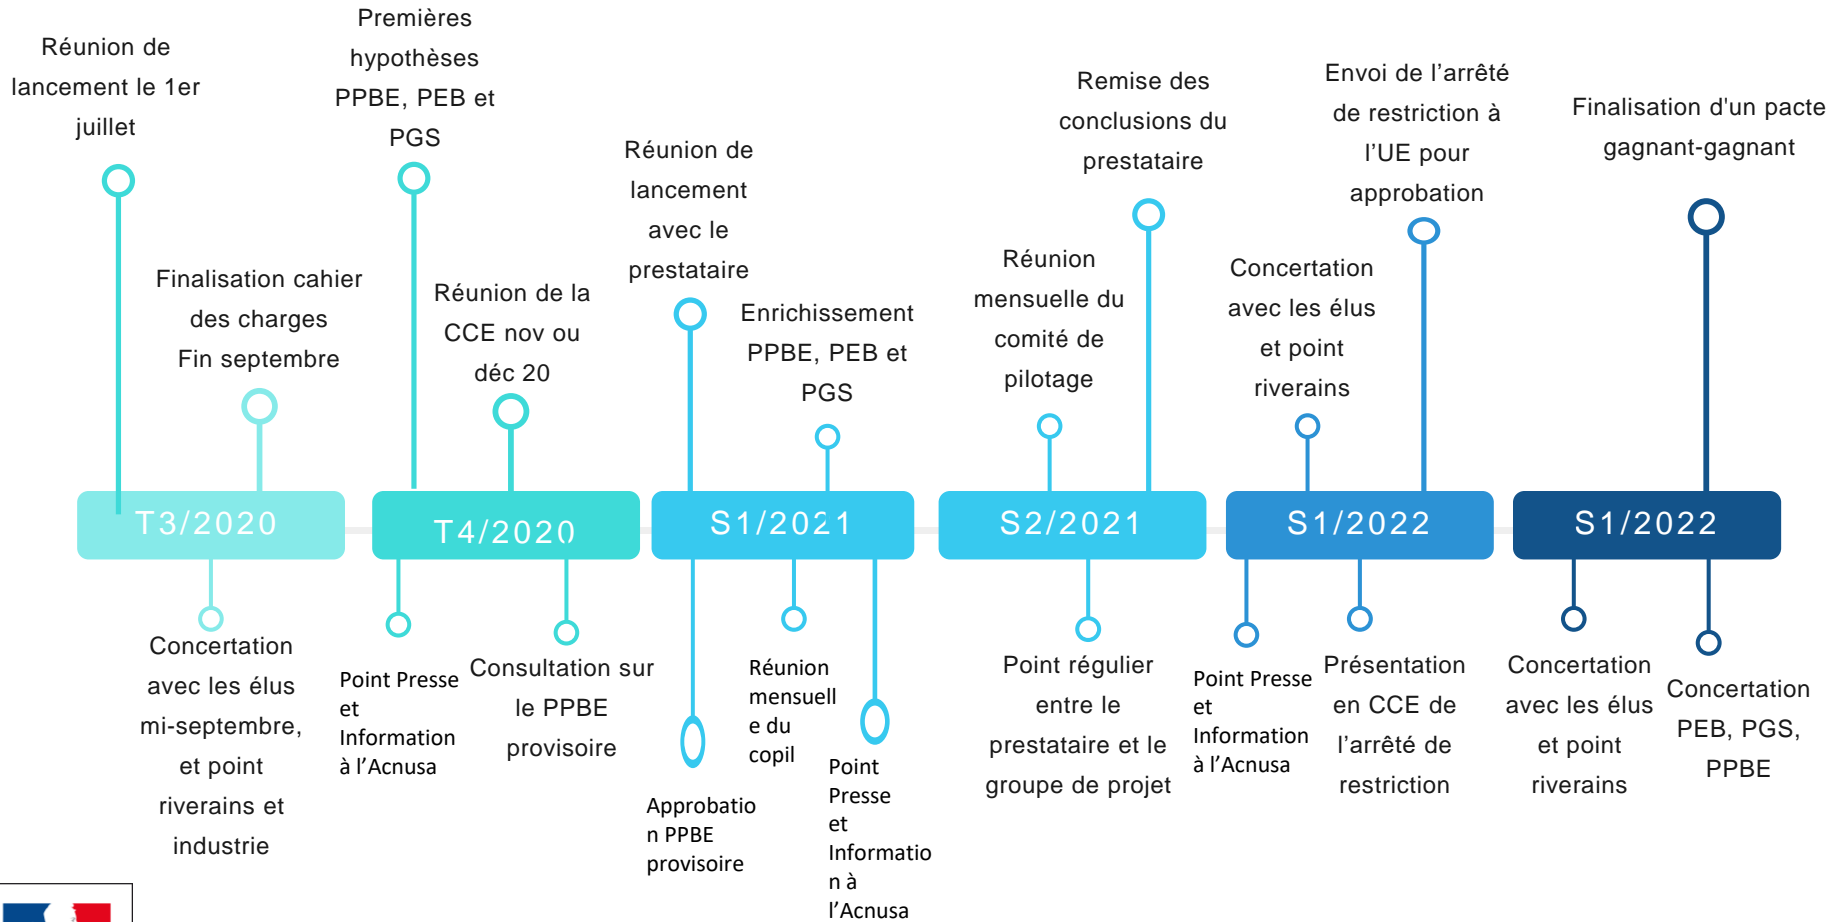 Réunion de
lancement le 1er
juillet
Premières
hypothèses
PPBE, PEB et
PGS
Finalisation cahier
des charges
Fin septembre
Réunion de la
CCE nov ou
déc 20
Réunion de
lancement
avec le
prestataire
Enrichissement
PPBE, PEB et
PGS
Réunion
mensuelle du
comité de
pilotage
Remise des
conclusions du
prestataire
Concertation
avec les élus
et point
riverains
Envoi de l’arrêté
de restriction à
l’UE pour
approbation
Finalisation d'un pacte
gagnant-gagnant
T3/2020
T4/2020
S1/2021
S2/2021
S1/2022
S1/2022
Concertation
avec les élus
mi-septembre,
et point
riverains et
industrie
Point Presse
et
Information
à l’Acnusa
Consultation sur
le PPBE
provisoire
Approbatio
n PPBE
provisoire
Réunion
mensuell
e du
copil
Point
Presse
et
Informatio
n à
l’Acnusa
Point régulier
entre le
prestataire et le
groupe de projet
Point Presse
et
Information
à l’Acnusa
Présentation
en CCE de
l’arrêté de
restriction
Concertation
avec les élus
et point
riverains
Concertation
PEB, PGS,
PPBE